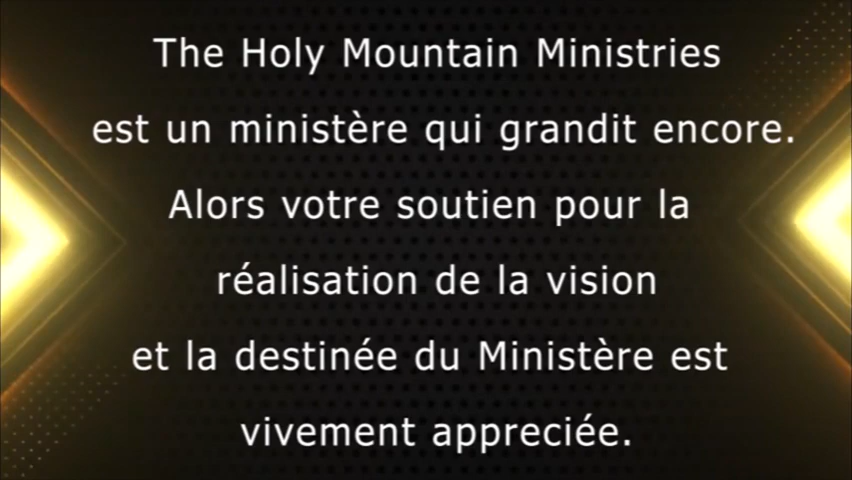 The Holy Mountain Ministries
est un ministère qui grandit encore.
Alors votre soutien pour la
réalisation de la vision
et la destinée du Ministère est
vivement appreciée.